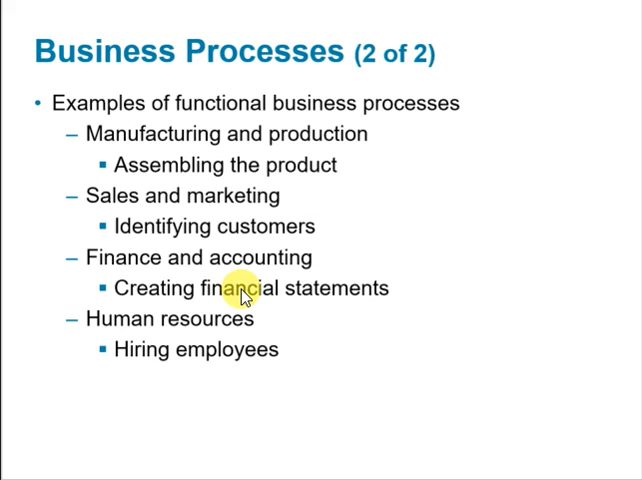 Business Processes (2 of 2)
• Examples of functional business processes
– Manufacturing and production
▪ Assembling the product
– Sales and marketing
▪ Identifying customers
– Finance and accounting
▪ Creating financial statements
– Human resources
▪ Hiring employees